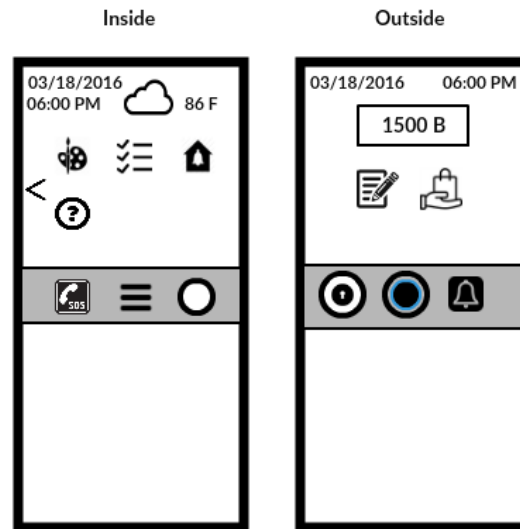 Inside
Outside
03/18/2016
06:00 PM
86 F
<
?
SOS
03/18/2016 06:00 PM
1500 B